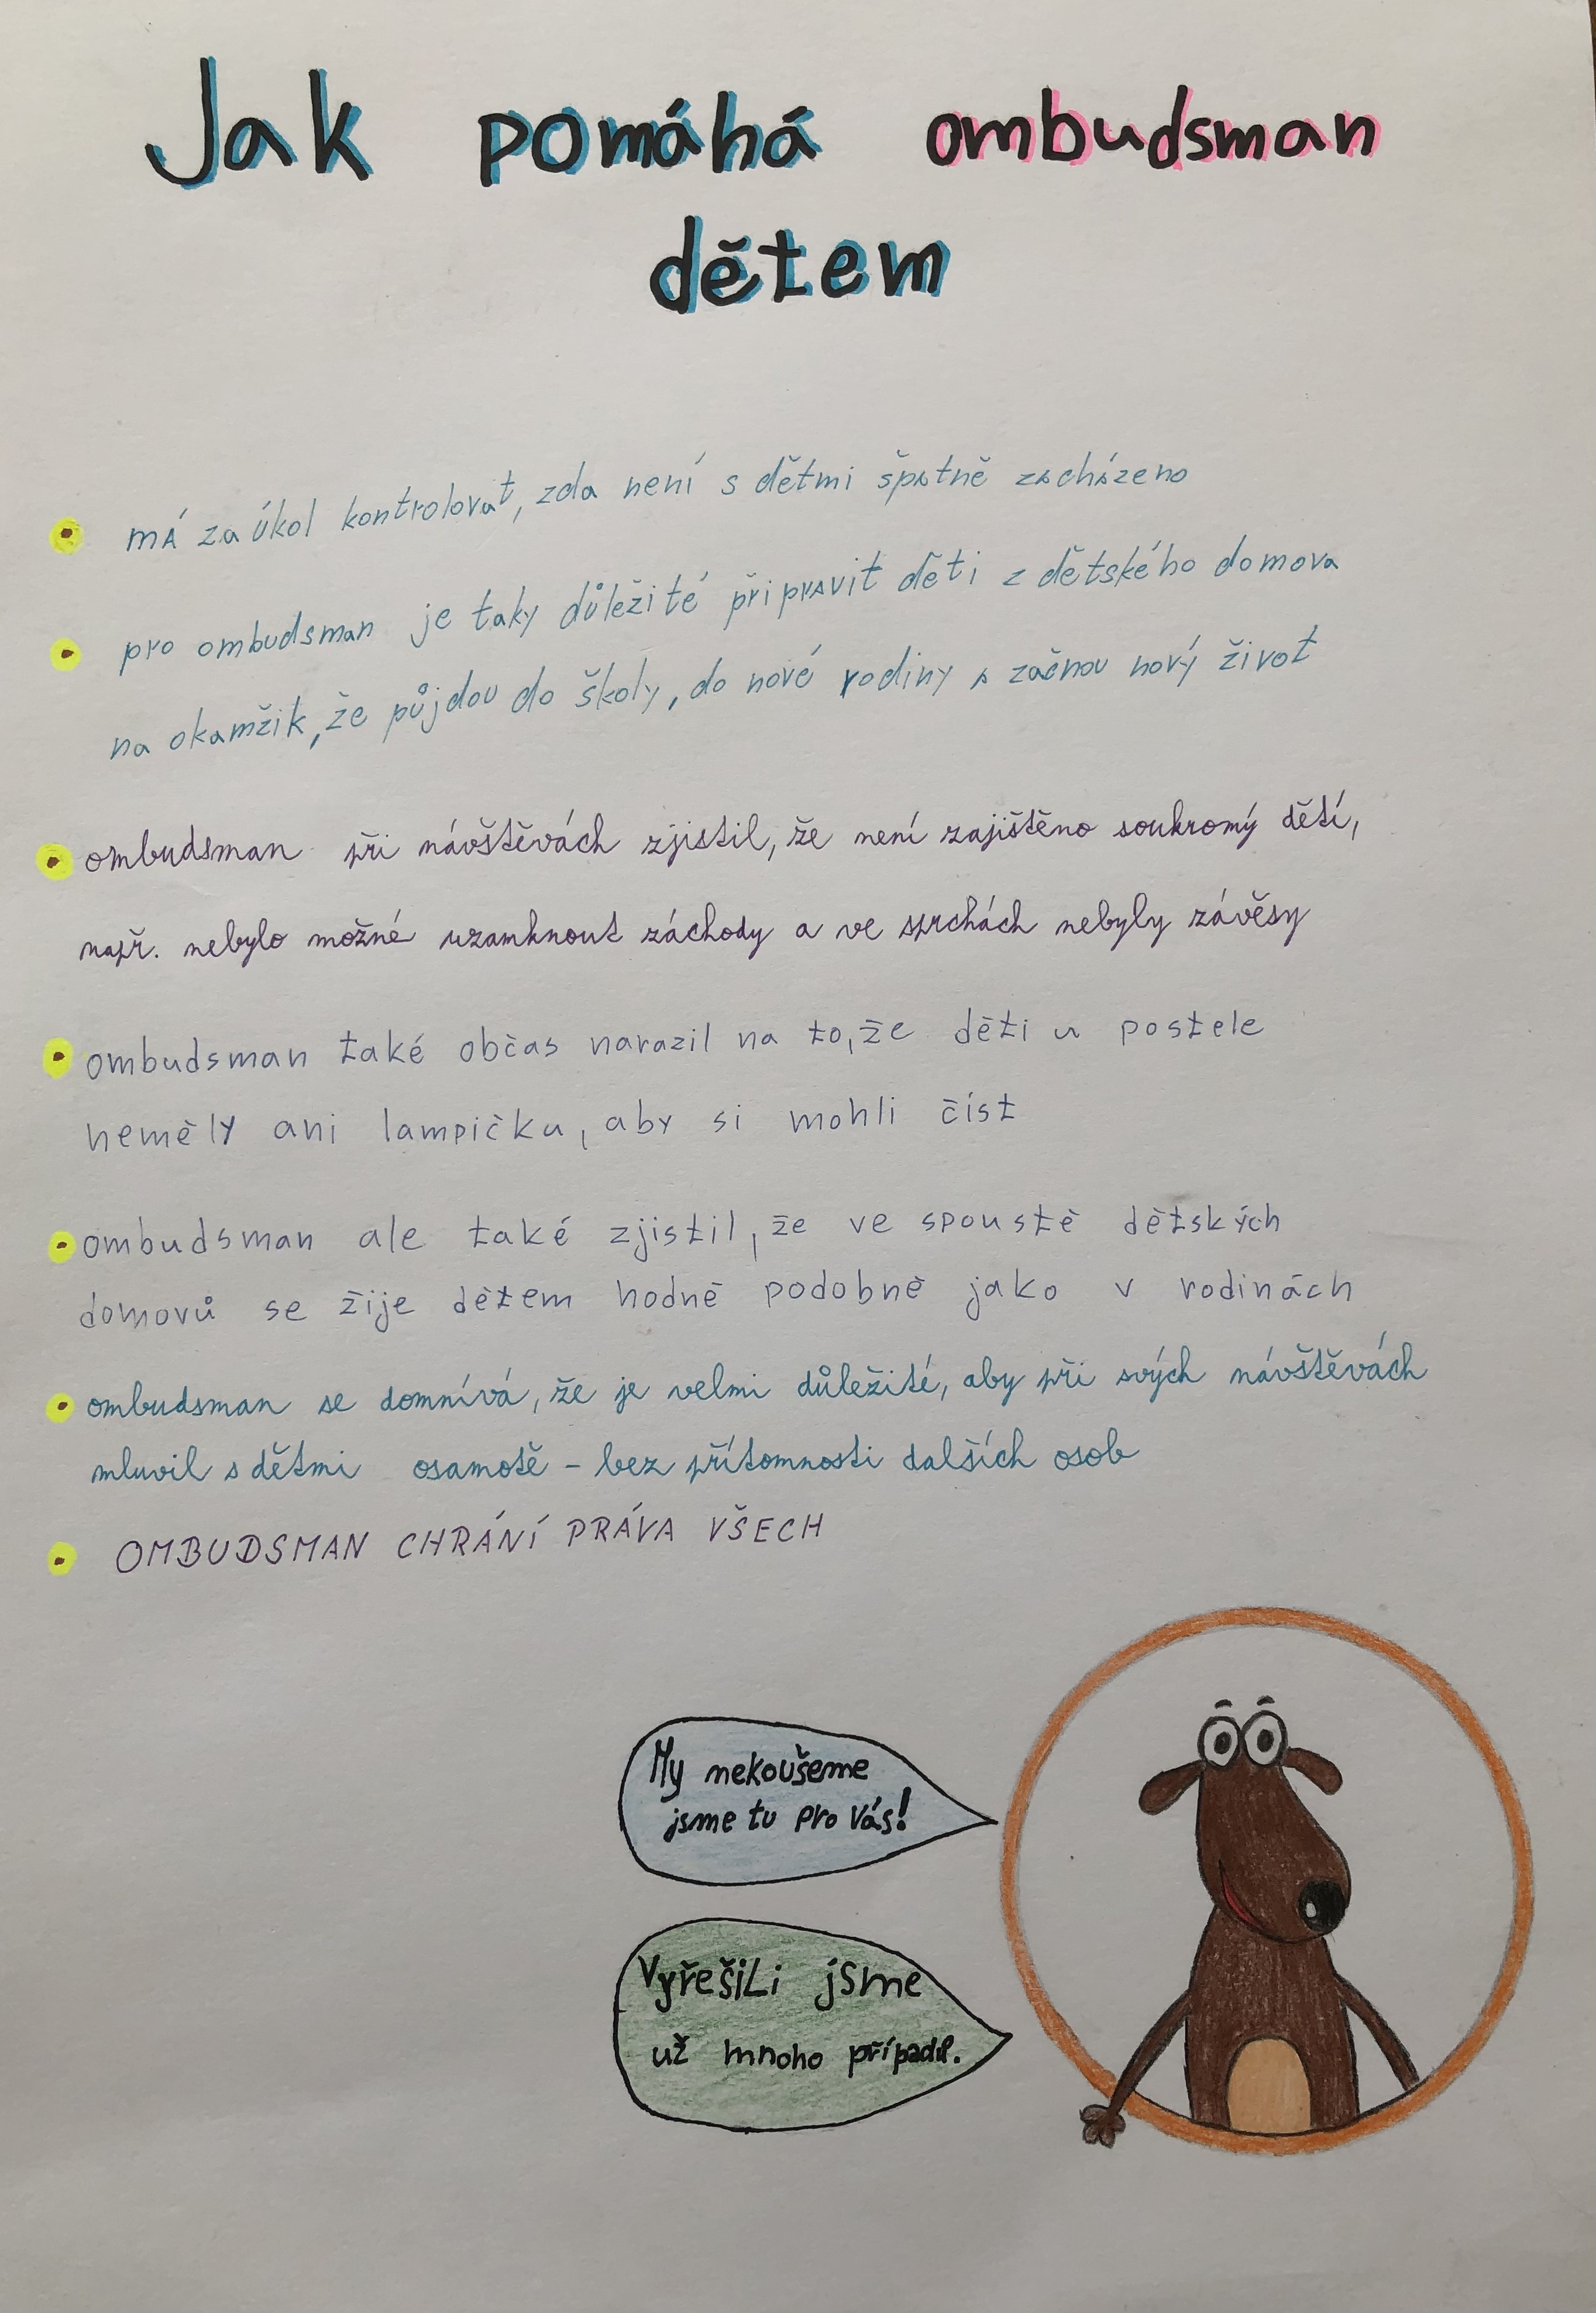 Jak pomáhá ombudsman
dětem
má za úkol kontrolovat, zda není s dětmi špatně zacházeno
pro ombudsman je taky důležité připravit děti z dětského domova
na okamžik, že půjdou do školy, do nové rodiny a začnou nový život
ombudsman při návštěvách zjistil, že není zajištěno soukromý dětí,
např. nebylo možné uzamknout záchody a ve sprchách nebyly závěsy
ombudsman také občas narazil na to, že děti u postele
neměly ani lampičku, aby si mohli číst
ombudsman ale také zjistil, že ve spoustě dětských
domovů se žije dětem hodně podobně jako v rodinách
ombudsman se domnívá, že je velmi důležité, aby při svých návštěvách
mluvil s dětmi osamotě - bez přítomnosti dalších osob
OMBUDSMAN CHRÁNÍ PRÁVA VŠECH
My nekoušeme
jsme tu pro Vás!
Vyřešili jsme
už mnoho případů.